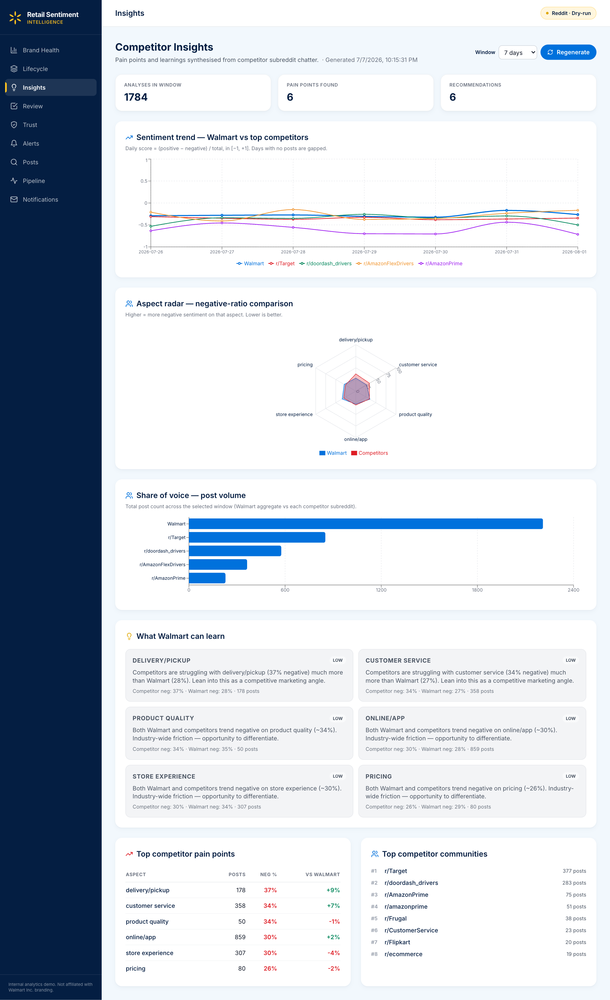 Retail Sentiment
INTELLIGENCE
Brand Health
Lifecycle
Insights
Review
Trust
Alerts
Posts
Pipeline
Notifications
Internal analytics demo. Not affiliated with
Walmart Inc. branding.
Insights
Reddit · Dry-run
Competitor Insights
Pain points and learnings synthesised from competitor subreddit chatter. · Generated 7/7/2026, 10:15:31 PM
Window
7 days
Regenerate
ANALYSES IN WINDOW
1784
PAIN POINTS FOUND
6
RECOMMENDATIONS
6
Sentiment trend — Walmart vs top competitors
Daily score = (positive − negative) / total, in [−1, +1]. Days with no posts are gapped.
1
0.5
0
-0.5
-1
2026-07-26 2026-07-27 2026-07-28 2026-07-29 2026-07-30 2026-07-31 2026-08-01
Walmart r/Target r/doordash_drivers r/AmazonFlexDrivers r/AmazonPrime
Aspect radar — negative-ratio comparison
Higher = more negative sentiment on that aspect. Lower is better.
delivery/pickup
pricing
customer service
100
75
50
25
0
store experience
product quality
online/app
Walmart Competitors
Share of voice — post volume
Total post count across the selected window (Walmart aggregate vs each competitor subreddit).
Walmart
r/Target
r/doordash_drivers
r/AmazonFlexDrivers
r/AmazonPrime
0 600 1200 1800 2400
What Walmart can learn
DELIVERY/PICKUP LOW
Competitors are struggling with delivery/pickup (37% negative) much more
than Walmart (28%). Lean into this as a competitive marketing angle.
Competitor neg: 37% · Walmart neg: 28% · 178 posts
CUSTOMER SERVICE LOW
Competitors are struggling with customer service (34% negative) much
more than Walmart (27%). Lean into this as a competitive marketing angle.
Competitor neg: 34% · Walmart neg: 27% · 358 posts
PRODUCT QUALITY LOW
Both Walmart and competitors trend negative on product quality (~34%).
Industry-wide friction — opportunity to differentiate.
Competitor neg: 34% · Walmart neg: 35% · 50 posts
ONLINE/APP LOW
Both Walmart and competitors trend negative on online/app (~30%).
Industry-wide friction — opportunity to differentiate.
Competitor neg: 30% · Walmart neg: 28% · 859 posts
STORE EXPERIENCE LOW
Both Walmart and competitors trend negative on store experience (~30%).
Industry-wide friction — opportunity to differentiate.
Competitor neg: 30% · Walmart neg: 34% · 307 posts
PRICING LOW
Both Walmart and competitors trend negative on pricing (~26%). Industry-
wide friction — opportunity to differentiate.
Competitor neg: 26% · Walmart neg: 29% · 80 posts
Top competitor pain points
ASPECT POSTS NEG % VS WALMART
delivery/pickup 178 37% +9%
customer service 358 34% +7%
product quality 50 34% -1%
online/app 859 30% +2%
store experience 307 30% -4%
pricing 80 26% -2%
Top competitor communities
#1 r/Target 377 posts
#2 r/doordash_drivers 283 posts
#3 r/AmazonPrime 75 posts
#4 r/amazonprime 51 posts
#5 r/Frugal 38 posts
#6 r/CustomerService 23 posts
#7 r/Flipkart 20 posts
#8 r/ecommerce 19 posts